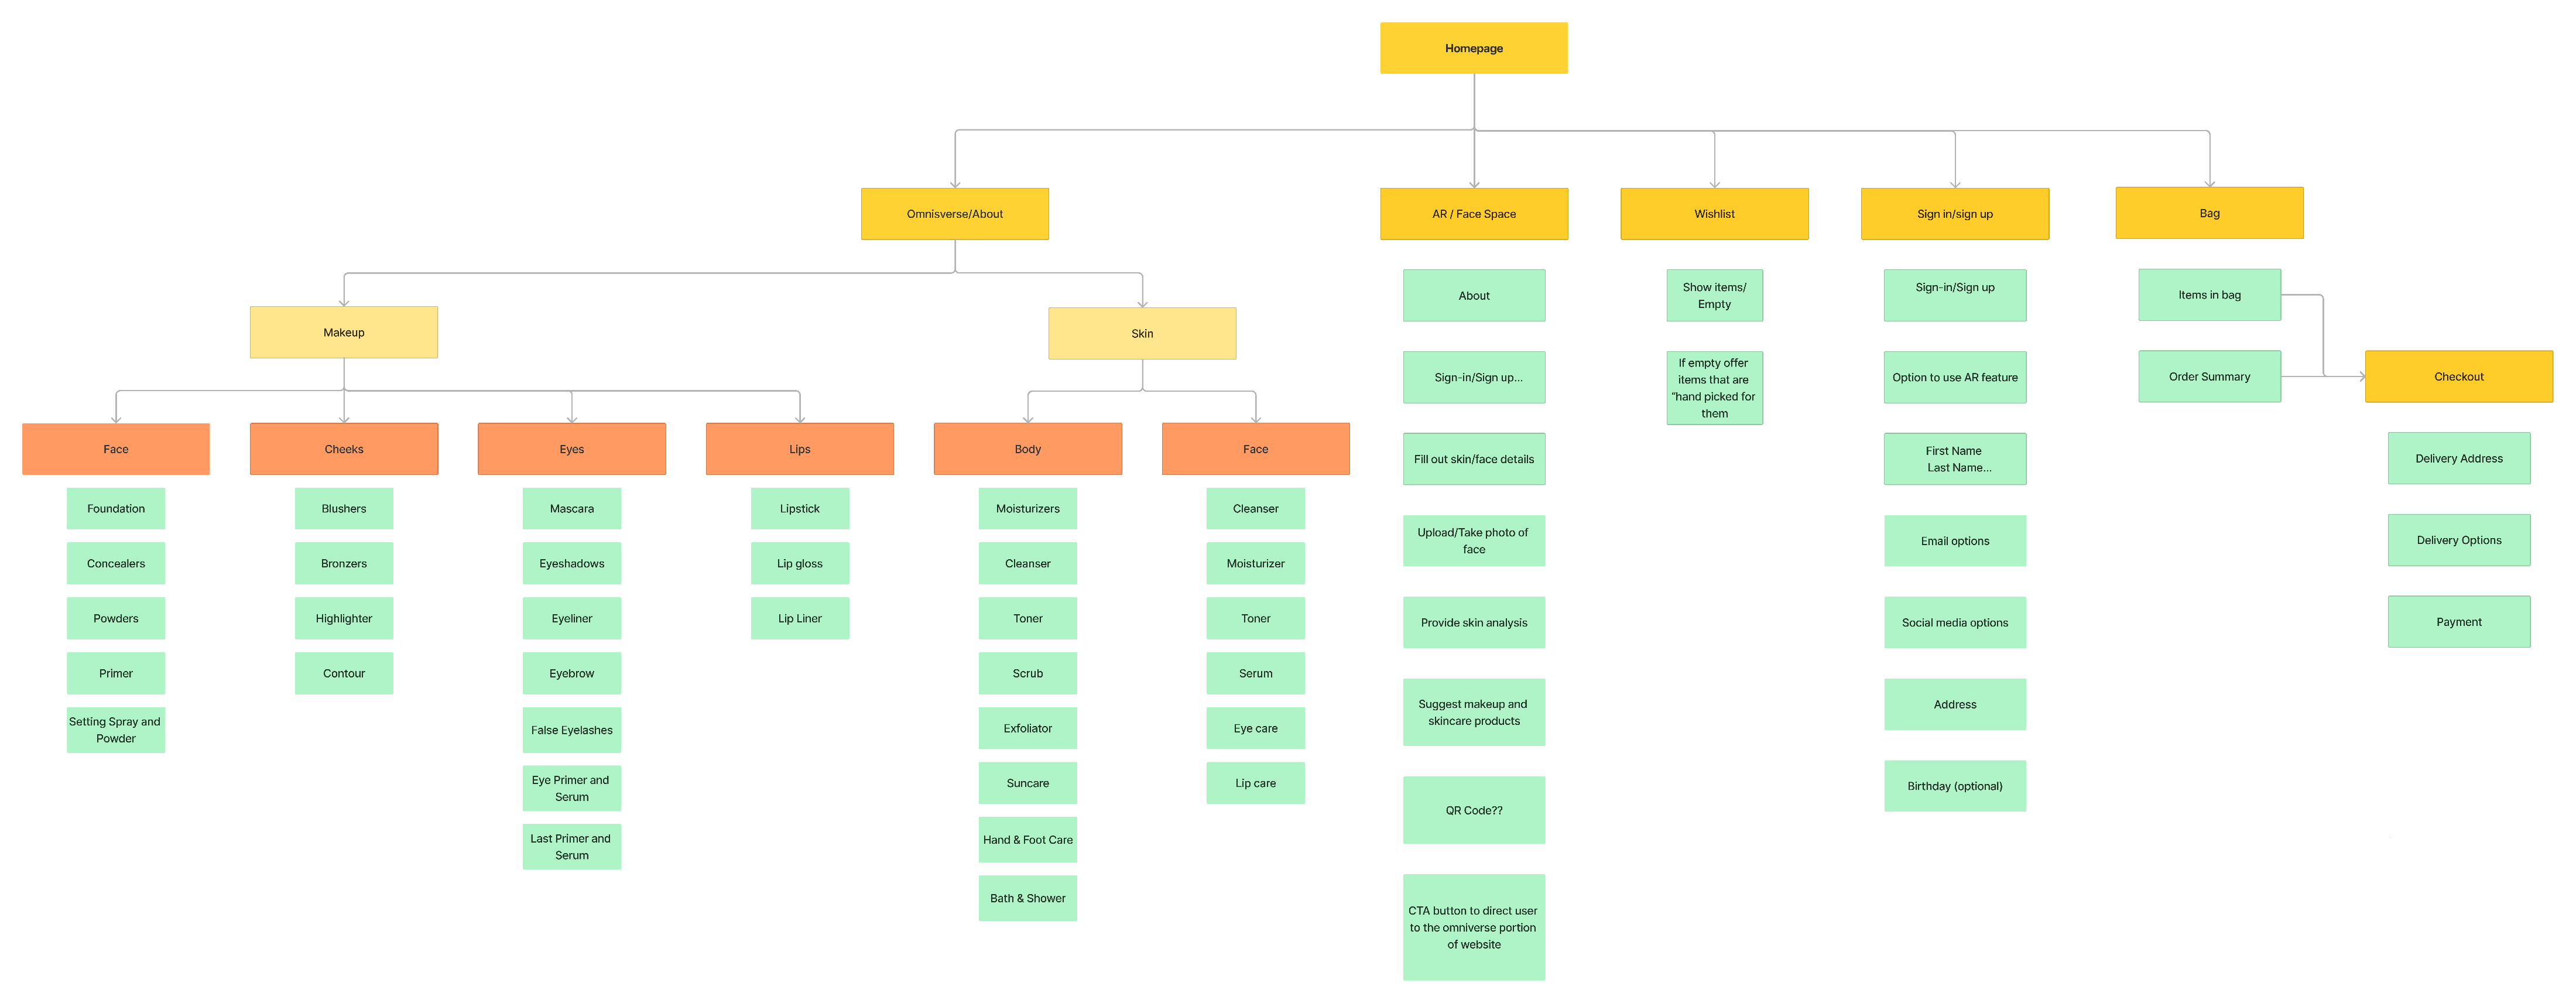 Homepage
Omnisverse/About
AR / Face Space
Wishlist
Sign in/sign up
Bag
Makeup
Skin
Face
Cheeks
Eyes
Lips
Body
Face
Foundation
Concealers
Powders
Primer
Setting Spray and
Powder
Blushers
Bronzers
Highlighter
Contour
Mascara
Eyeshadows
Eyeliner
Eyebrow
False Eyelashes
Eye Primer and
Serum
Last Primer and
Serum
Lipstick
Lip gloss
Lip Liner
Moisturizers
Cleanser
Toner
Scrub
Exfoliator
Suncare
Hand & Foot Care
Bath & Shower
Cleanser
Moisturizer
Toner
Serum
Eye care
Lip care
About
Sign-in/Sign up...
Fill out skin/face details
Upload/Take photo of
face
Provide skin analysis
Suggest makeup and
skincare products
QR Code??
CTA button to direct user
to the omniverse portion
of website
Show items/
Empty
If empty offer
items that are
“hand picked for
them
Sign-in/Sign up
Option to use AR feature
First Name
Last Name...
Email options
Social media options
Address
Birthday (optional)
Items in bag
Order Summary
Checkout
Delivery Address
Delivery Options
Payment